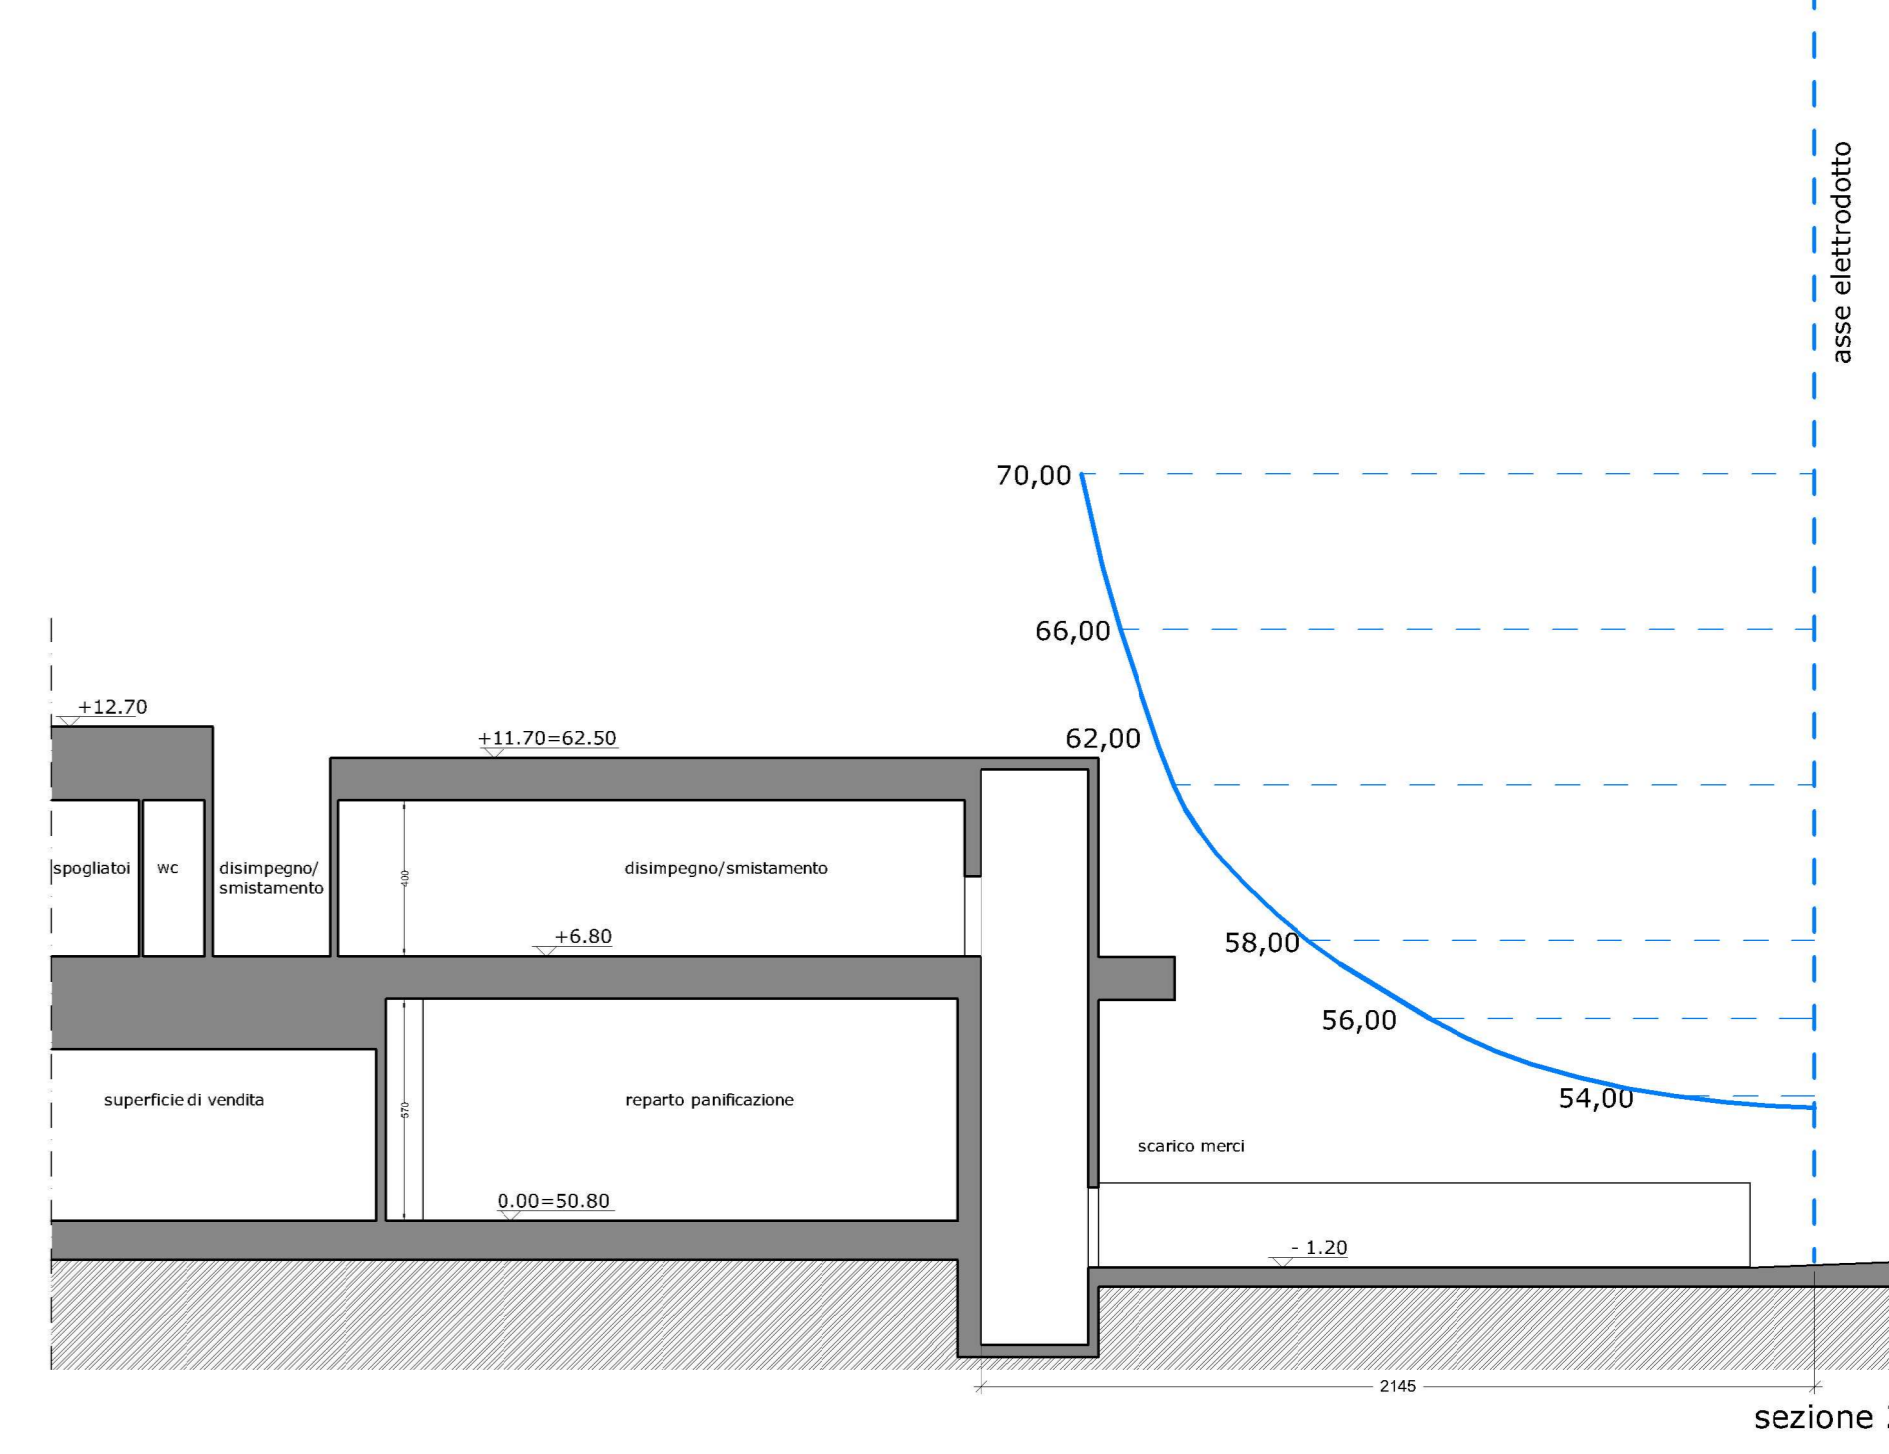 asse elettrodotto
70,00
66,00
+12.70
+11.70=62.50
62,00
spogliatoi
wc
disimpegno/
smistamento
400
disimpegno/smistamento
+6.80
58,00
56,00
54,00
superficie di vendita
570
reparto panificazione
scarico merci
0.00=50.80
- 1.20
2145
sezione